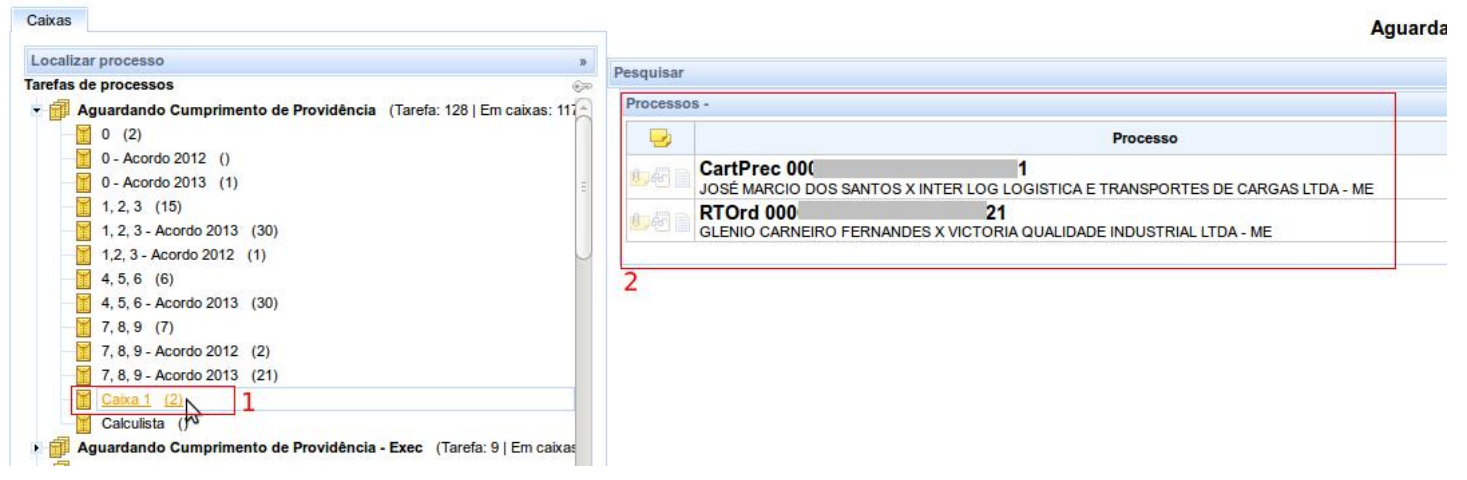 Caixas
Localizar processo »
Tarefas de processos
Aguardando Cumprimento de Providência (Tarefa: 128 | Em caixas: 117
0 (2)
0 - Acordo 2012 ()
0 - Acordo 2013 (1)
1, 2, 3 (15)
1, 2, 3 - Acordo 2013 (30)
1,2, 3 - Acordo 2012 (1)
4, 5, 6 (6)
4, 5, 6 - Acordo 2013 (30)
7, 8, 9 (7)
7, 8, 9 - Acordo 2012 (2)
7, 8, 9 - Acordo 2013 (21)
Caixa 1 (2)
1
Calculista ()
Aguardando Cumprimento de Providência - Exec (Tarefa: 9 | Em caixas
Aguarda
Pesquisar
Processos -
Processo
CartPrec 000 1
JOSÉ MARCIO DOS SANTOS X INTER LOG LOGISTICA E TRANSPORTES DE CARGAS LTDA - ME
RTOrd 000 21
GLENIO CARNEIRO FERNANDES X VICTORIA QUALIDADE INDUSTRIAL LTDA - ME
2